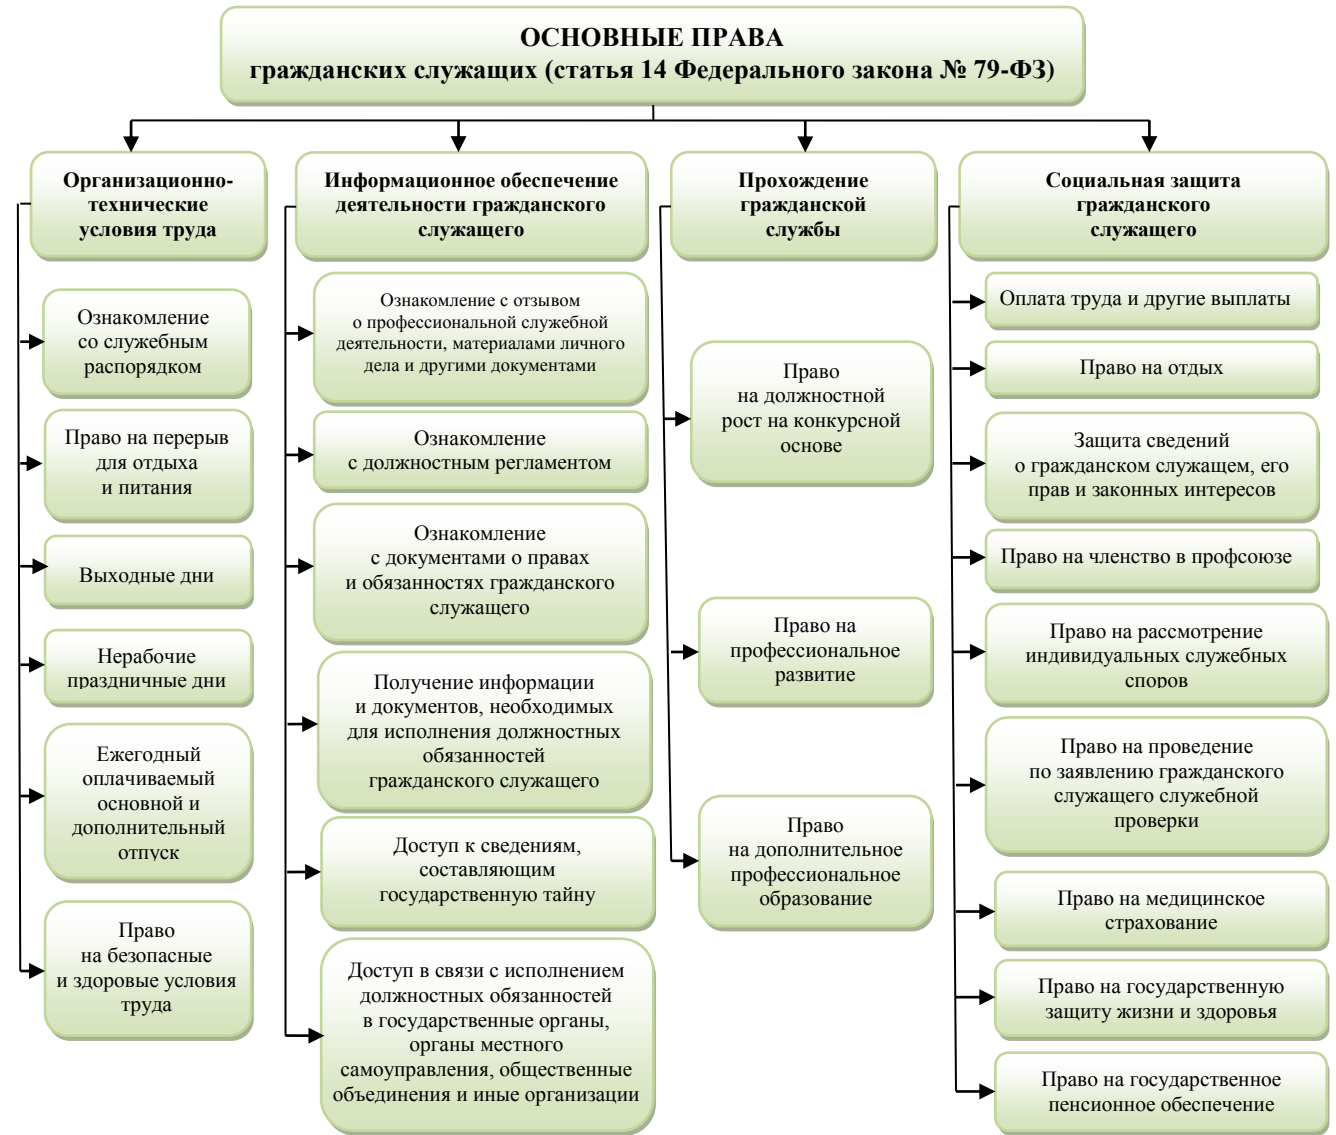 ОСНОВНЫЕ ПРАВА
гражданских служащих (статья 14 Федерального закона № 79-ФЗ)
Организационно-
технические
условия труда
Ознакомление
со служебным
распорядком
Право на перерыв
для отдыха
и питания
Выходные дни
Нерабочие
праздничные дни
Ежегодный
оплачиваемый
основной и
дополнительный
отпуск
Право
на безопасные
и здоровые условия
труда
Информационное обеспечение
деятельности гражданского
служащего
Ознакомление с отзывом
о профессиональной служебной
деятельности, материалами личного
дела и другими документами
Ознакомление
с должностным регламентом
Ознакомление
с документами о правах
и обязанностях гражданского
служащего
Получение информации
и документов, необходимых
для исполнения должностных
обязанностей
гражданского служащего
Доступ к сведениям,
составляющим
государственную тайну
Доступ в связи с исполнением
должностных обязанностей
в государственные органы,
органы местного
самоуправления, общественные
объединения и иные организации
Прохождение
гражданской
службы
Право
на должностной
рост на конкурсной
основе
Право на
профессиональное
развитие
Право
на дополнительное
профессиональное
образование
Социальная защита
гражданского
служащего
Оплата труда и другие выплаты
Право на отдых
Защита сведений
о гражданском служащем, его
прав и законных интересов
Право на членство в профсоюзе
Право на рассмотрение
индивидуальных служебных
споров
Право на проведение
по заявлению гражданского
служащего служебной
проверки
Право на медицинское
страхование
Право на государственную
защиту жизни и здоровья
Право на государственное
пенсионное обеспечение